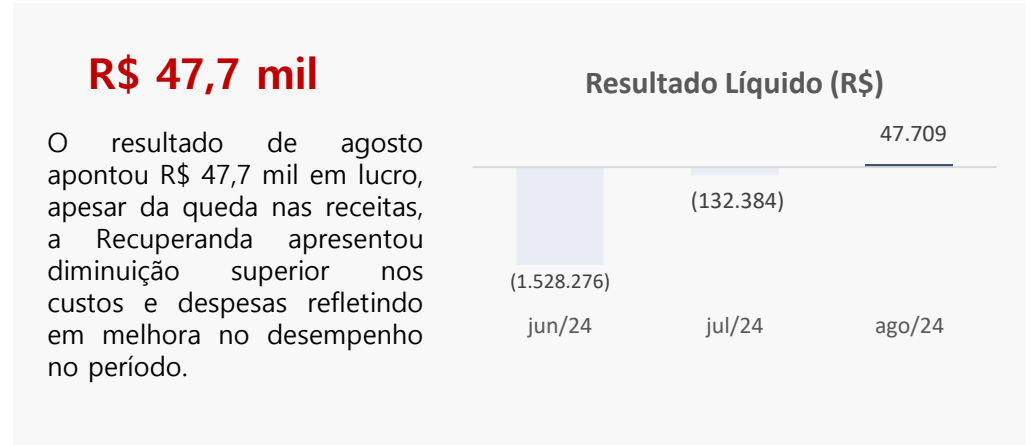 R$ 47,7 mil
O resultado de agosto
apontou R$ 47,7 mil em lucro,
apesar da queda nas receitas,
a Recuperanda apresentou
diminuição superior nos
custos e despesas refletindo
em melhora no desempenho
no período.
Resultado Líquido (R$)
47.709
(132.384)
(1.528.276)
jun/24 jul/24 ago/24